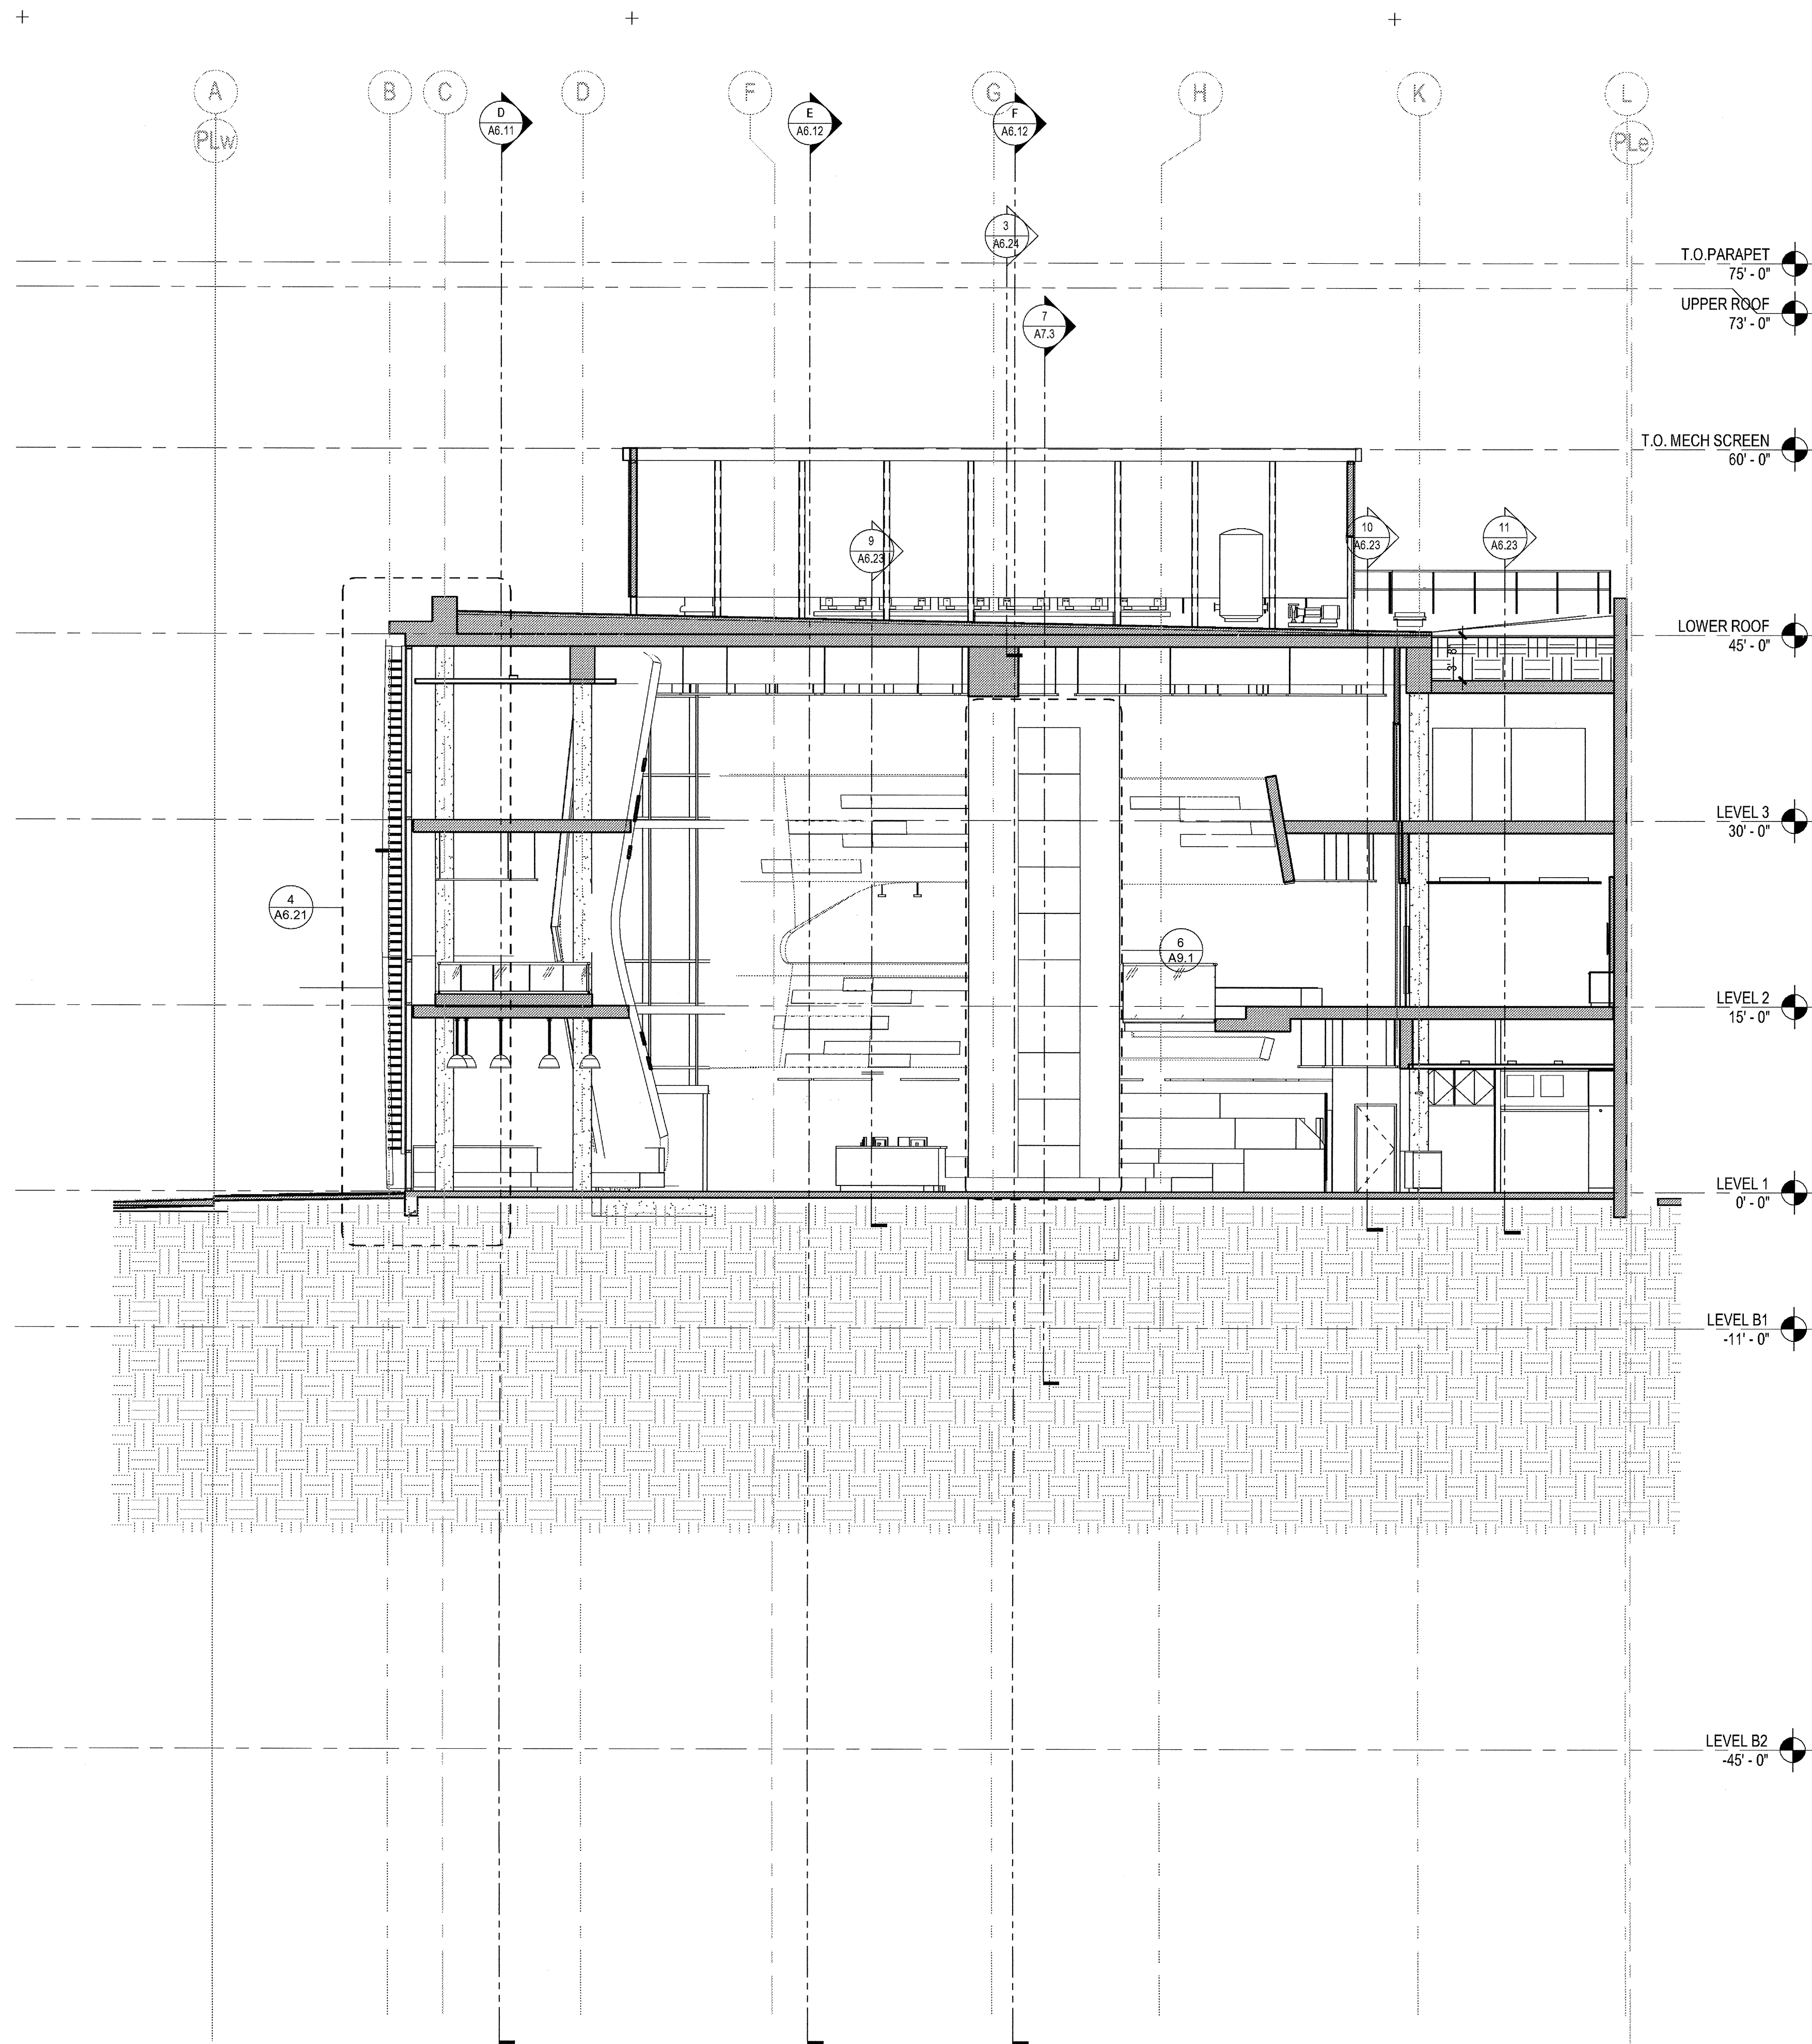 A
B
C
D
F
G
H
K
L
PLw
PLe
D
A6.11
E
A6.12
F
A6.12
3
A6.24
7
A7.3
T.O.PARAPET
75' - 0"
UPPER ROOF
73' - 0"
T.O. MECH SCREEN
60' - 0"
9
A6.23
10
A6.23
11
A6.23
LOWER ROOF
45' - 0"
3' - 8"
LEVEL 3
30' - 0"
4
A6.21
6
A9.1
LEVEL 2
15' - 0"
LEVEL 1
0' - 0"
LEVEL B1
-11' - 0"
LEVEL B2
-45' - 0"